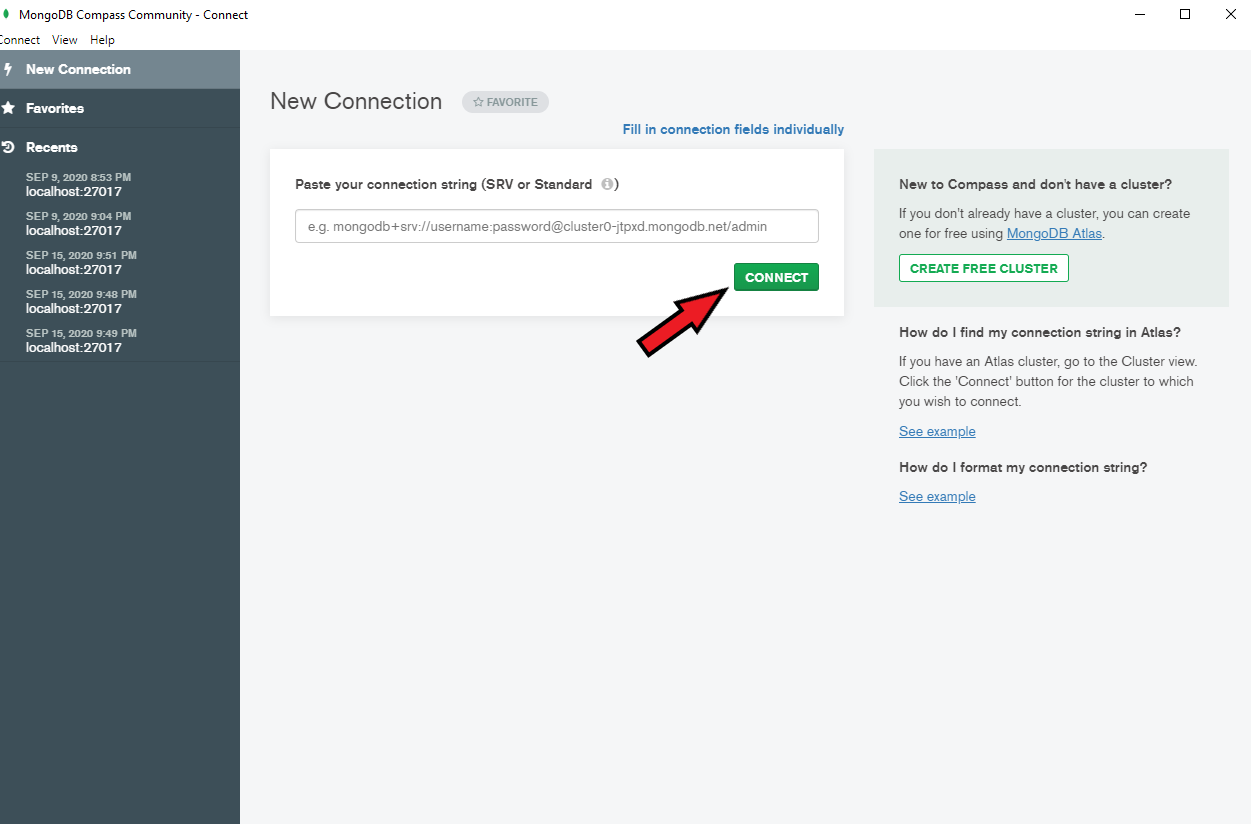 MongoDB Compass Community - Connect
Connect View Help
New Connection
Favorites
Recents
SEP 9, 2020 8:53 PM
localhost:27017
SEP 9, 2020 9:04 PM
localhost:27017
SEP 15, 2020 9:51 PM
localhost:27017
SEP 15, 2020 9:48 PM
localhost:27017
SEP 15, 2020 9:49 PM
localhost:27017
New Connection
FAVORITE
Fill in connection fields individually
Paste your connection string (SRV or Standard )
e.g. mongodb+srv://username:password@cluster0-jtpxd.mongodb.net/admin
CONNECT
New to Compass and don't have a cluster?
If you don't already have a cluster, you can create
one for free using MongoDB Atlas.
CREATE FREE CLUSTER
How do I find my connection string in Atlas?
If you have an Atlas cluster, go to the Cluster view.
Click the 'Connect' button for the cluster to which
you wish to connect.
See example
How do I format my connection string?
See example